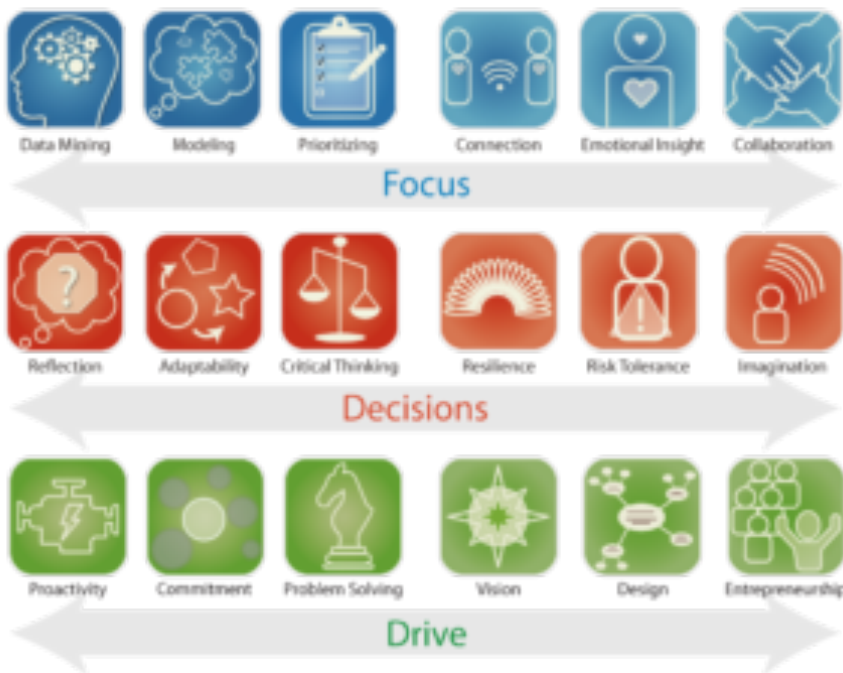 Data Mining Modeling Prioritizing Connection Emotional Insight Collaboration
Focus
?
Reflection Adaptability Critical Thinking Resilience Risk Tolerance Imagination
!
Decisions
Proactivity Commitment Problem Solving Vision Design Entrepreneurship
Drive